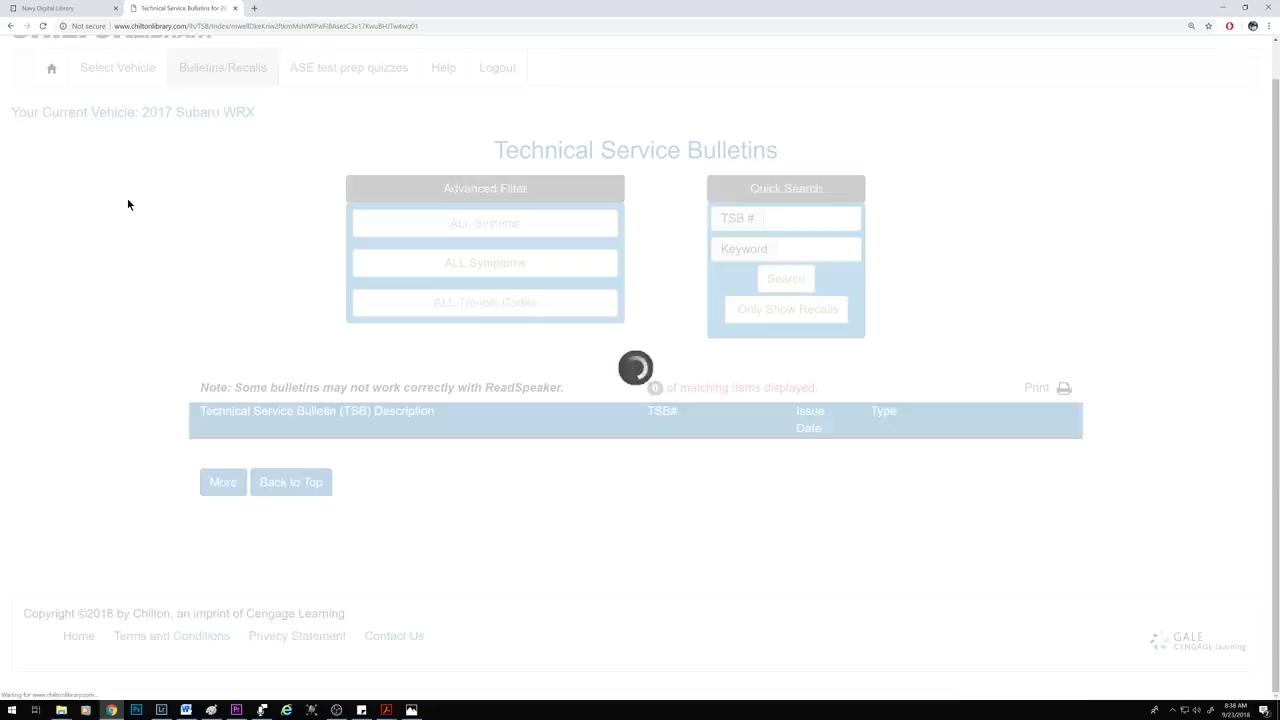 Navy Digital Library
Technical Service Bulletins for 20
Not secure
Select Vehicle Bulletins/Recalls ASE test prep quizzes Help Logout
Your Current Vehicle: 2017 Subaru WRX
Technical Service Bulletins
Advanced Filter
ALL Systems
ALL Symptoms
ALL Trouble Codes
Quick Search
TSB #
Keyword
Search
Only Show Recalls
Note: Some bulletins may not work correctly with ReadSpeaker. 0 of matching items displayed. Print
Technical Service Bulletin (TSB) Description TSB# Issue Date Type
More Back to Top
Copyright ©2018 by Chilton, an imprint of Cengage Learning
Home Terms and Conditions Privacy Statement Contact Us
GALE
CENGAGE Learning
Waiting for www.chiltonlibrary.com...
8:38 AM
9/23/2018